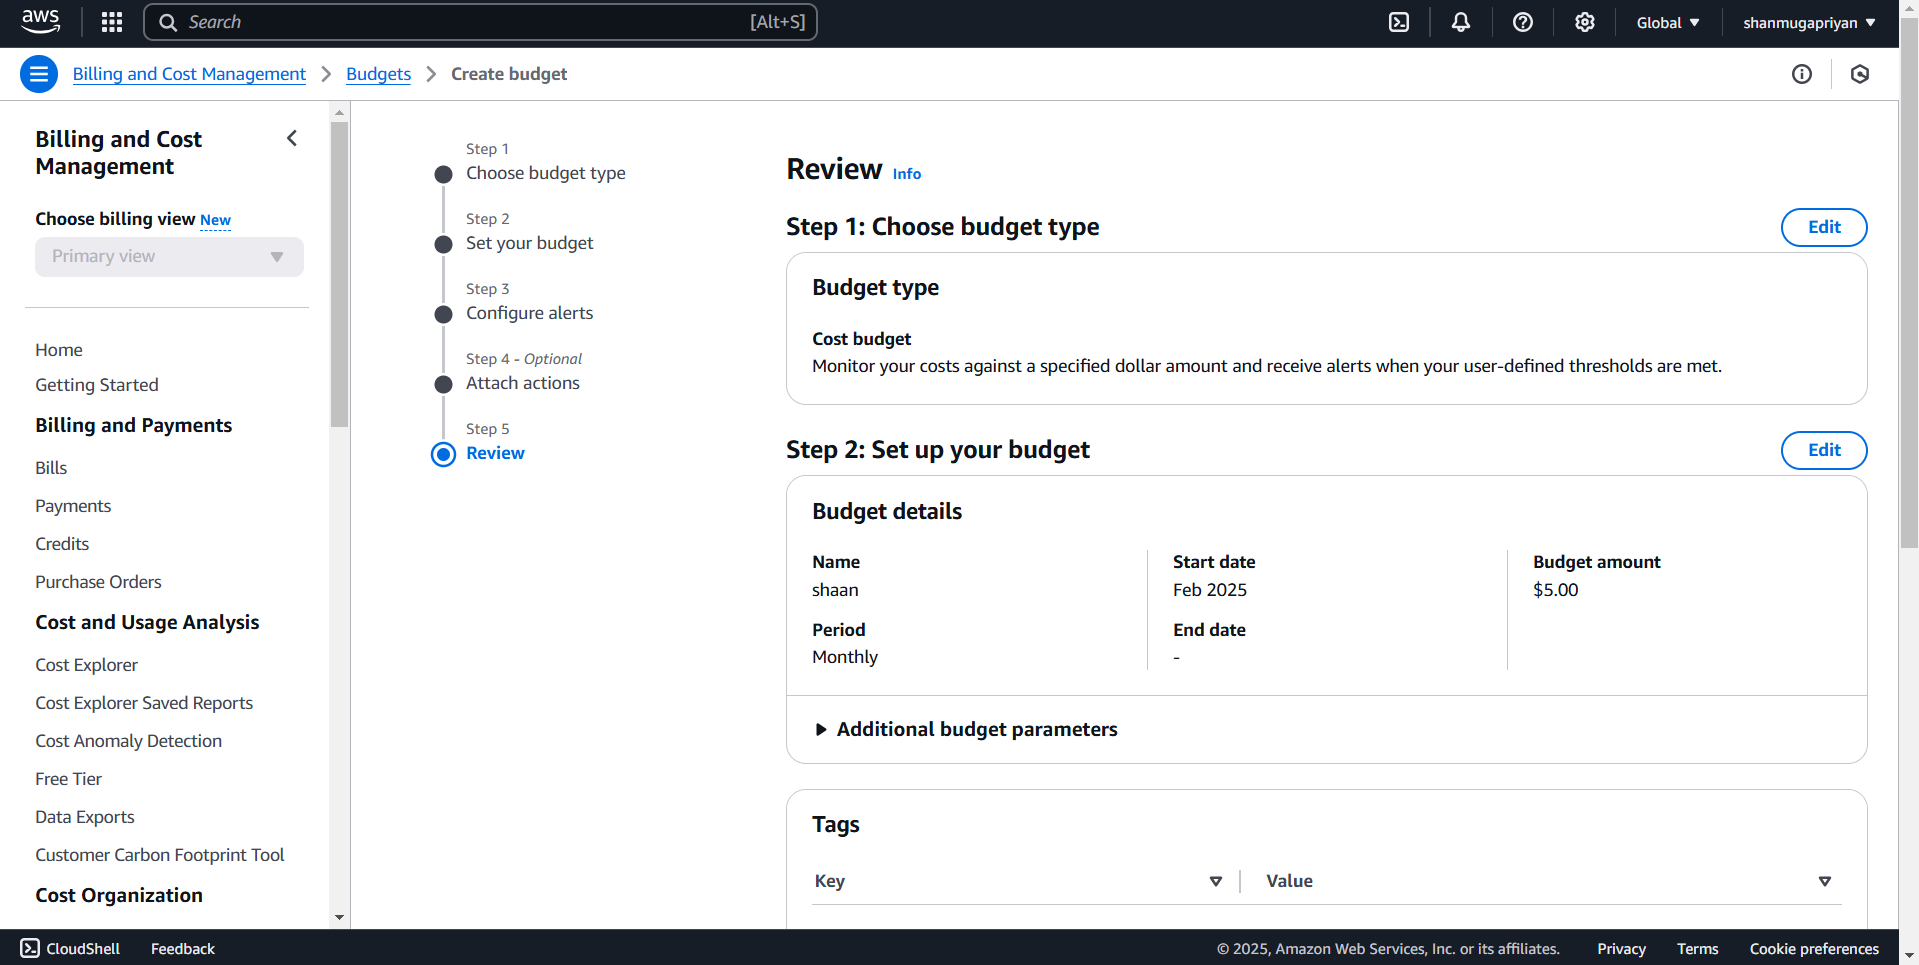 aws
Search [Alt+S]
Global
shanmugapriyan
Billing and Cost Management > Budgets > Create budget
Billing and Cost
Management
Choose billing view New
Primary view
Home
Getting Started
Billing and Payments
Bills
Payments
Credits
Purchase Orders
Cost and Usage Analysis
Cost Explorer
Cost Explorer Saved Reports
Cost Anomaly Detection
Free Tier
Data Exports
Customer Carbon Footprint Tool
Cost Organization
Step 1
Choose budget type
Step 2
Set your budget
Step 3
Configure alerts
Step 4 - Optional
Attach actions
Step 5
Review
Review Info
Step 1: Choose budget type
Edit
Budget type
Cost budget
Monitor your costs against a specified dollar amount and receive alerts when your user-defined thresholds are met.
Step 2: Set up your budget
Edit
Budget details
Name
shaan
Period
Monthly
Start date
Feb 2025
End date
-
Budget amount
$5.00
Additional budget parameters
Tags
Key
Value
CloudShell
Feedback
© 2025, Amazon Web Services, Inc. or its affiliates.
Privacy
Terms
Cookie preferences